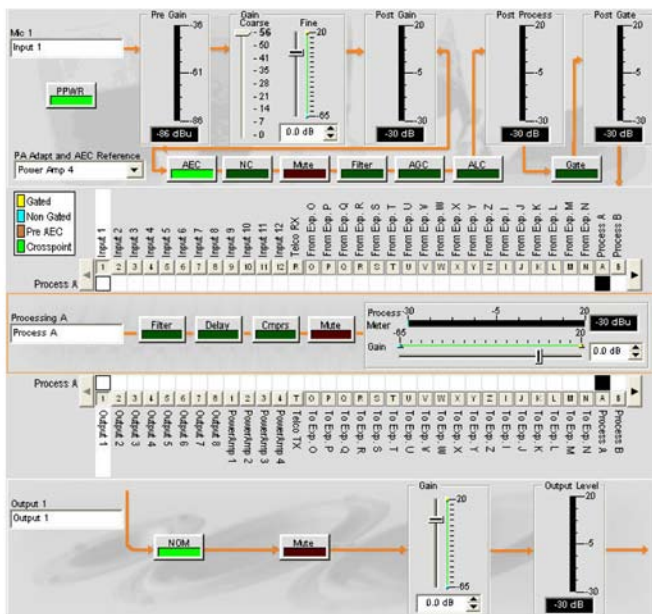 Pre Gain
Gain
Coarse
Fine
Post Gain
Post Process
Post Gate
Mic 1
Input 1
PPWR
-36
-61
-86
-86 dBu
56
-50
-41
-35
-28
-21
-14
-7
-0
20
-65
0.0 dB
20
-5
-30
-30 dB
20
-5
-30
-30 dB
20
-5
-30
-30 dB
PA Adapt and AEC Reference
Power Amp 4
AEC
NC
Mute
Filter
AGC
ALC
Gate
Gated
Non Gated
Pre AEC
Crosspoint
Input 1
Input 2
Input 3
Input 4
Input 5
Input 6
Input 7
Input 8
Input 9
Input 10
Input 11
Input 12
Telco RX
From Exp. O
From Exp. P
From Exp. Q
From Exp. R
From Exp. S
From Exp. T
From Exp. U
From Exp. V
From Exp. W
From Exp. X
From Exp. Y
From Exp. Z
From Exp. I
From Exp. J
From Exp. K
From Exp. L
From Exp. M
From Exp. N
Process A
Process B
Process A
1 2 3 4 5 6 7 8 9 10 11 12 R O P Q R S T U V W X Y Z I J K L M N A B
Processing A
Process A
Filter
Delay
Cmprs
Mute
Process Meter
-30
20
-30 dBu
-65
20
Gain
0.0 dB
Process A
1 2 3 4 5 6 7 8 1 2 3 4 T O P Q R S T U V W X Y Z I J K L M N A B
Output 1
Output 2
Output 3
Output 4
Output 5
Output 6
Output 7
Output 8
PowerAmp 1
PowerAmp 2
PowerAmp 3
PowerAmp 4
Telco TX
To Exp. O
To Exp. P
To Exp. Q
To Exp. R
To Exp. S
To Exp. T
To Exp. U
To Exp. V
To Exp. W
To Exp. X
To Exp. Y
To Exp. Z
To Exp. I
To Exp. J
To Exp. K
To Exp. L
To Exp. M
To Exp. N
Process A
Process B
Output 1
Output 1
NOM
Mute
Gain
20
-65
0.0 dB
Output Level
20
-5
-30
-30 dB